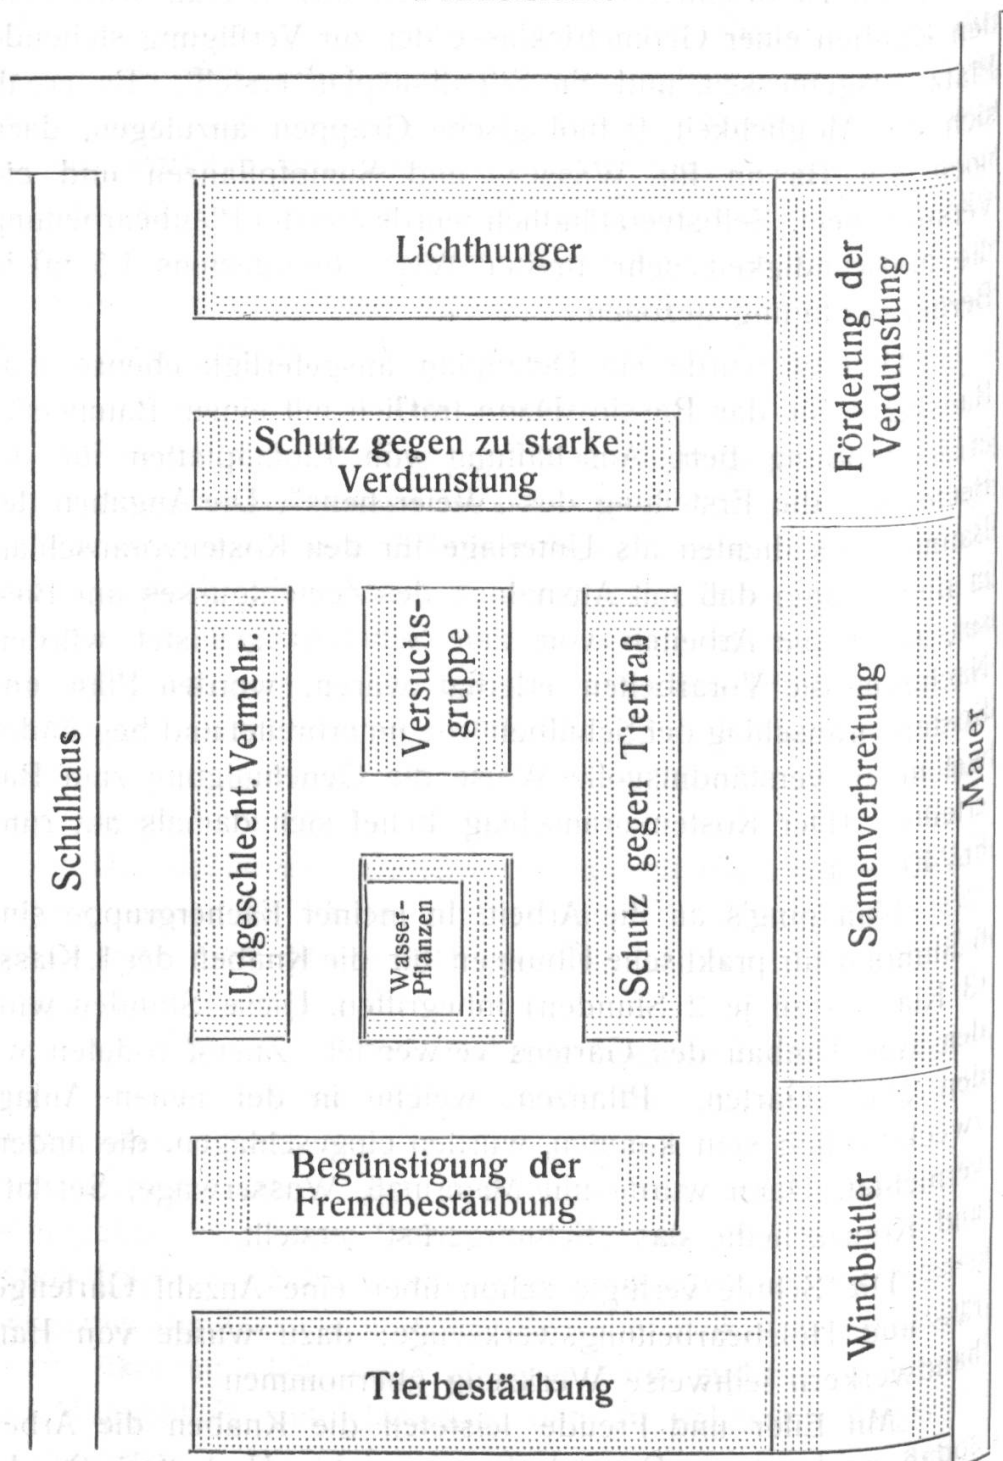 Lichthunger
Förderung der
Verdunstung
Schutz gegen zu starke
Verdunstung
Schulhaus
Ungeschlecht. Vermehr.
Versuchs-
gruppe
Wasser-
Pflanzen
Schutz gegen Tierfraß
Samenverbreitung
Mauer
Begünstigung der
Fremdbestäubung
Windblütler
Tierbestäubung